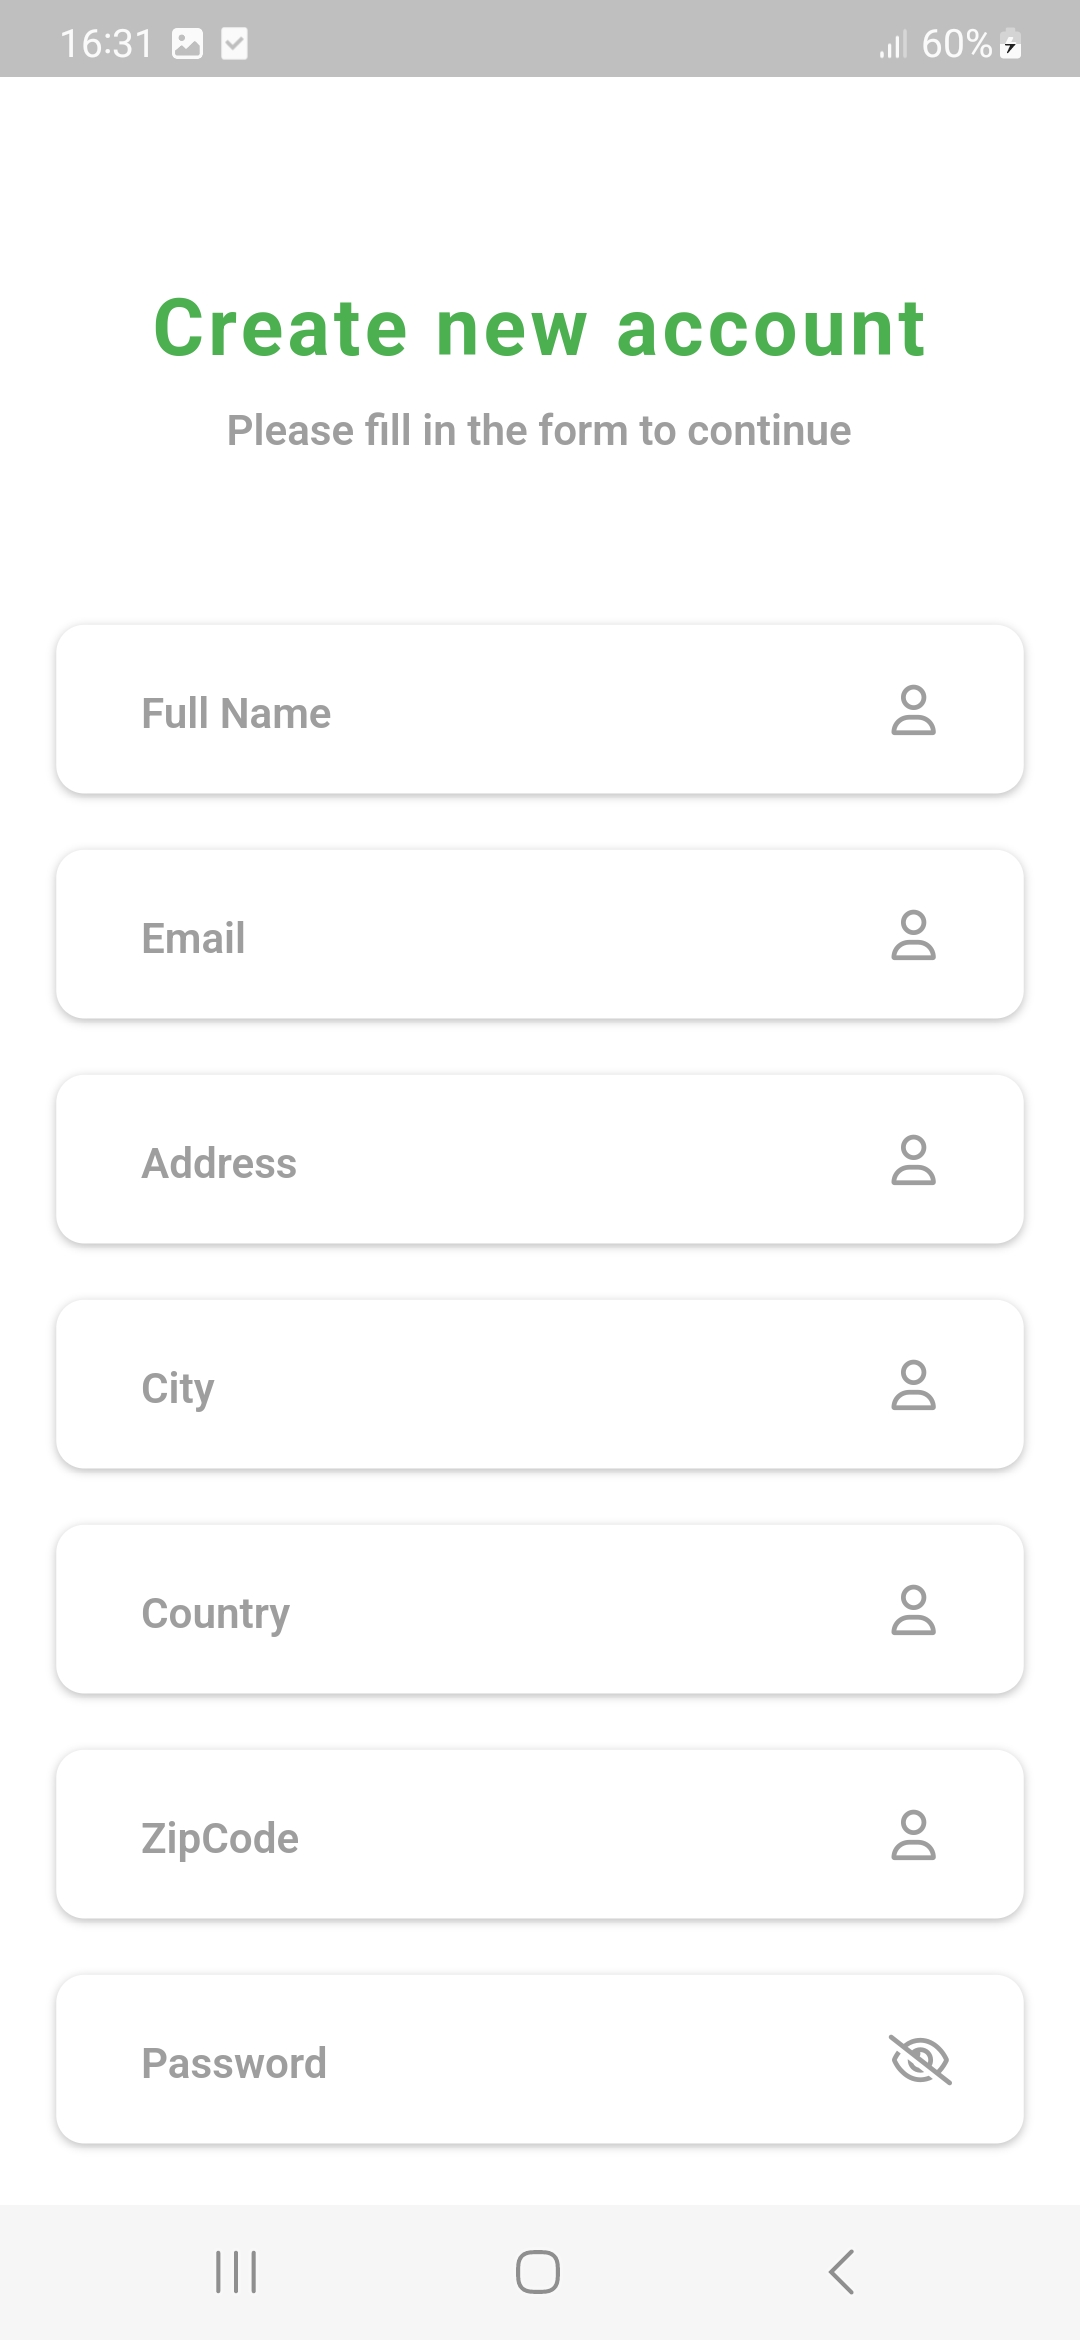 16:31 60%
Create new account
Please fill in the form to continue
Full Name
Email
Address
City
Country
ZipCode
Password